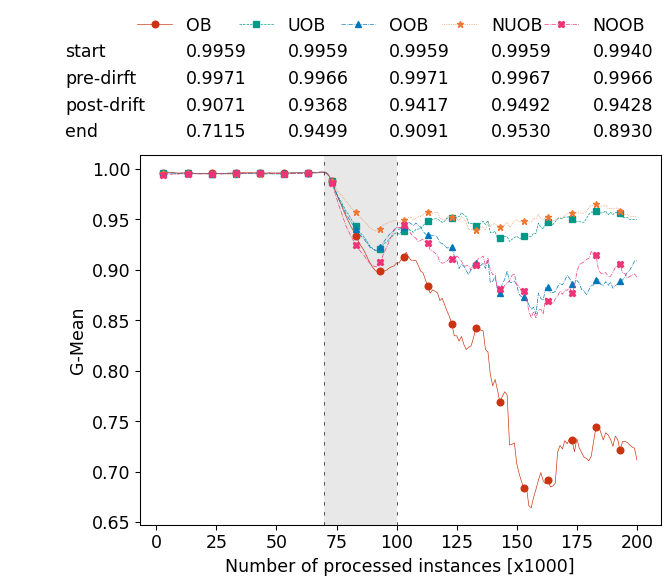 OB UOB OOB NUOB NOOB
start 0.9959 0.9959 0.9959 0.9959 0.9940
pre-dirft 0.9971 0.9966 0.9971 0.9967 0.9966
post-drift 0.9071 0.9368 0.9417 0.9492 0.9428
end 0.7115 0.9499 0.9091 0.9530 0.8930
1.00
0.95
0.90
0.85
0.80
0.75
0.70
0.65
G-Mean
0 25 50 75 100 125 150 175 200
Number of processed instances [x1000]